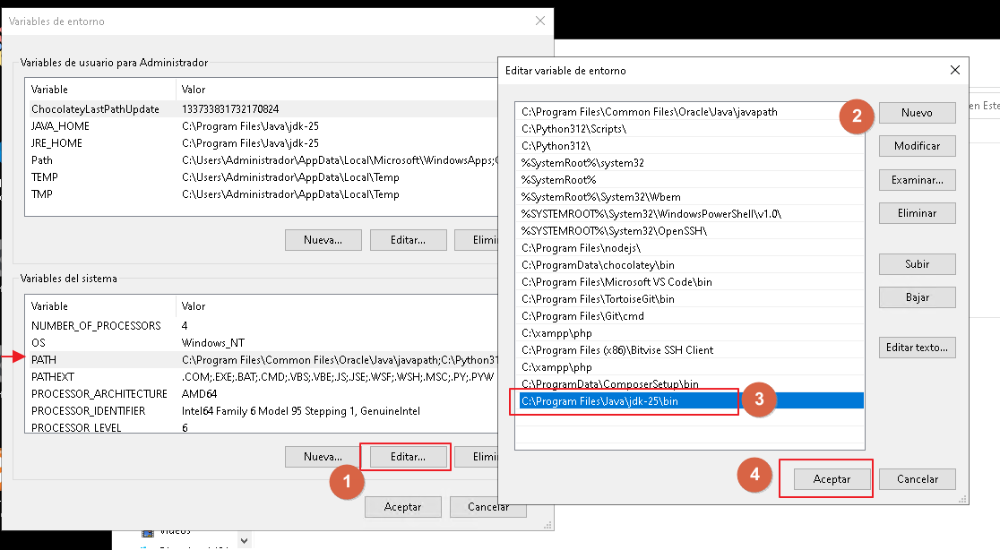 Variables de entorno
Variables de usuario para Administrador
Variable Valor
ChocolateyLastPathUpdate 133733831732170824
JAVA_HOME C:\Program Files\Java\jdk-25
JRE_HOME C:\Program Files\Java\jdk-25
Path C:\Users\Administrador\AppData\Local\Microsoft\WindowsApps;C
TEMP C:\Users\Administrador\AppData\Local\Temp
TMP C:\Users\Administrador\AppData\Local\Temp
Nueva... Editar... Elimi
Variables del sistema
Variable Valor
NUMBER_OF_PROCESSORS 4
OS Windows_NT
PATH C:\Program Files\Common Files\Oracle\Java\javapath;C:\Python31
PATHEXT .COM;.EXE;.BAT;.CMD;.VBS;.VBE;.JS;.JSE;.WSF;.WSH;.MSC;.PY;.PYW
PROCESSOR_ARCHITECTURE AMD64
PROCESSOR_IDENTIFIER Intel64 Family 6 Model 95 Stepping 1, GenuineIntel
PROCESSOR_LEVEL 6
Nueva... Editar... Elimi
1
Aceptar Cancelar
Editar variable de entorno
C:\Program Files\Common Files\Oracle\Java\javapath
C:\Python312\Scripts\
C:\Python312\
%SystemRoot%\system32
%SystemRoot%
%SystemRoot%\System32\Wbem
%SYSTEMROOT%\System32\WindowsPowerShell\v1.0\
%SYSTEMROOT%\System32\OpenSSH\
C:\Program Files\nodejs\
C:\ProgramData\chocolatey\bin
C:\Program Files\Microsoft VS Code\bin
C:\Program Files\TortoiseGit\bin
C:\Program Files\Git\cmd
C:\xampp\php
C:\Program Files (x86)\Bitvise SSH Client
C:\xampp\php
C:\ProgramData\ComposerSetup\bin
C:\Program Files\Java\jdk-25\bin
3
2
Nuevo
Modificar
Examinar...
Eliminar
Subir
Bajar
Editar texto...
4
Aceptar Cancelar
en Este